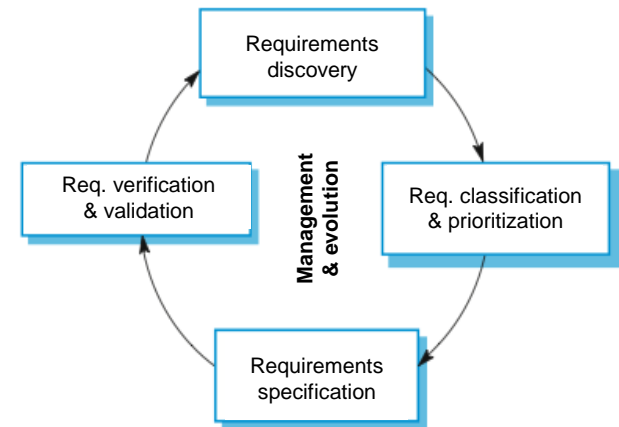 Requirements
discovery
Req. verification
& validation
Management
& evolution
Req. classification
& prioritization
Requirements
specification